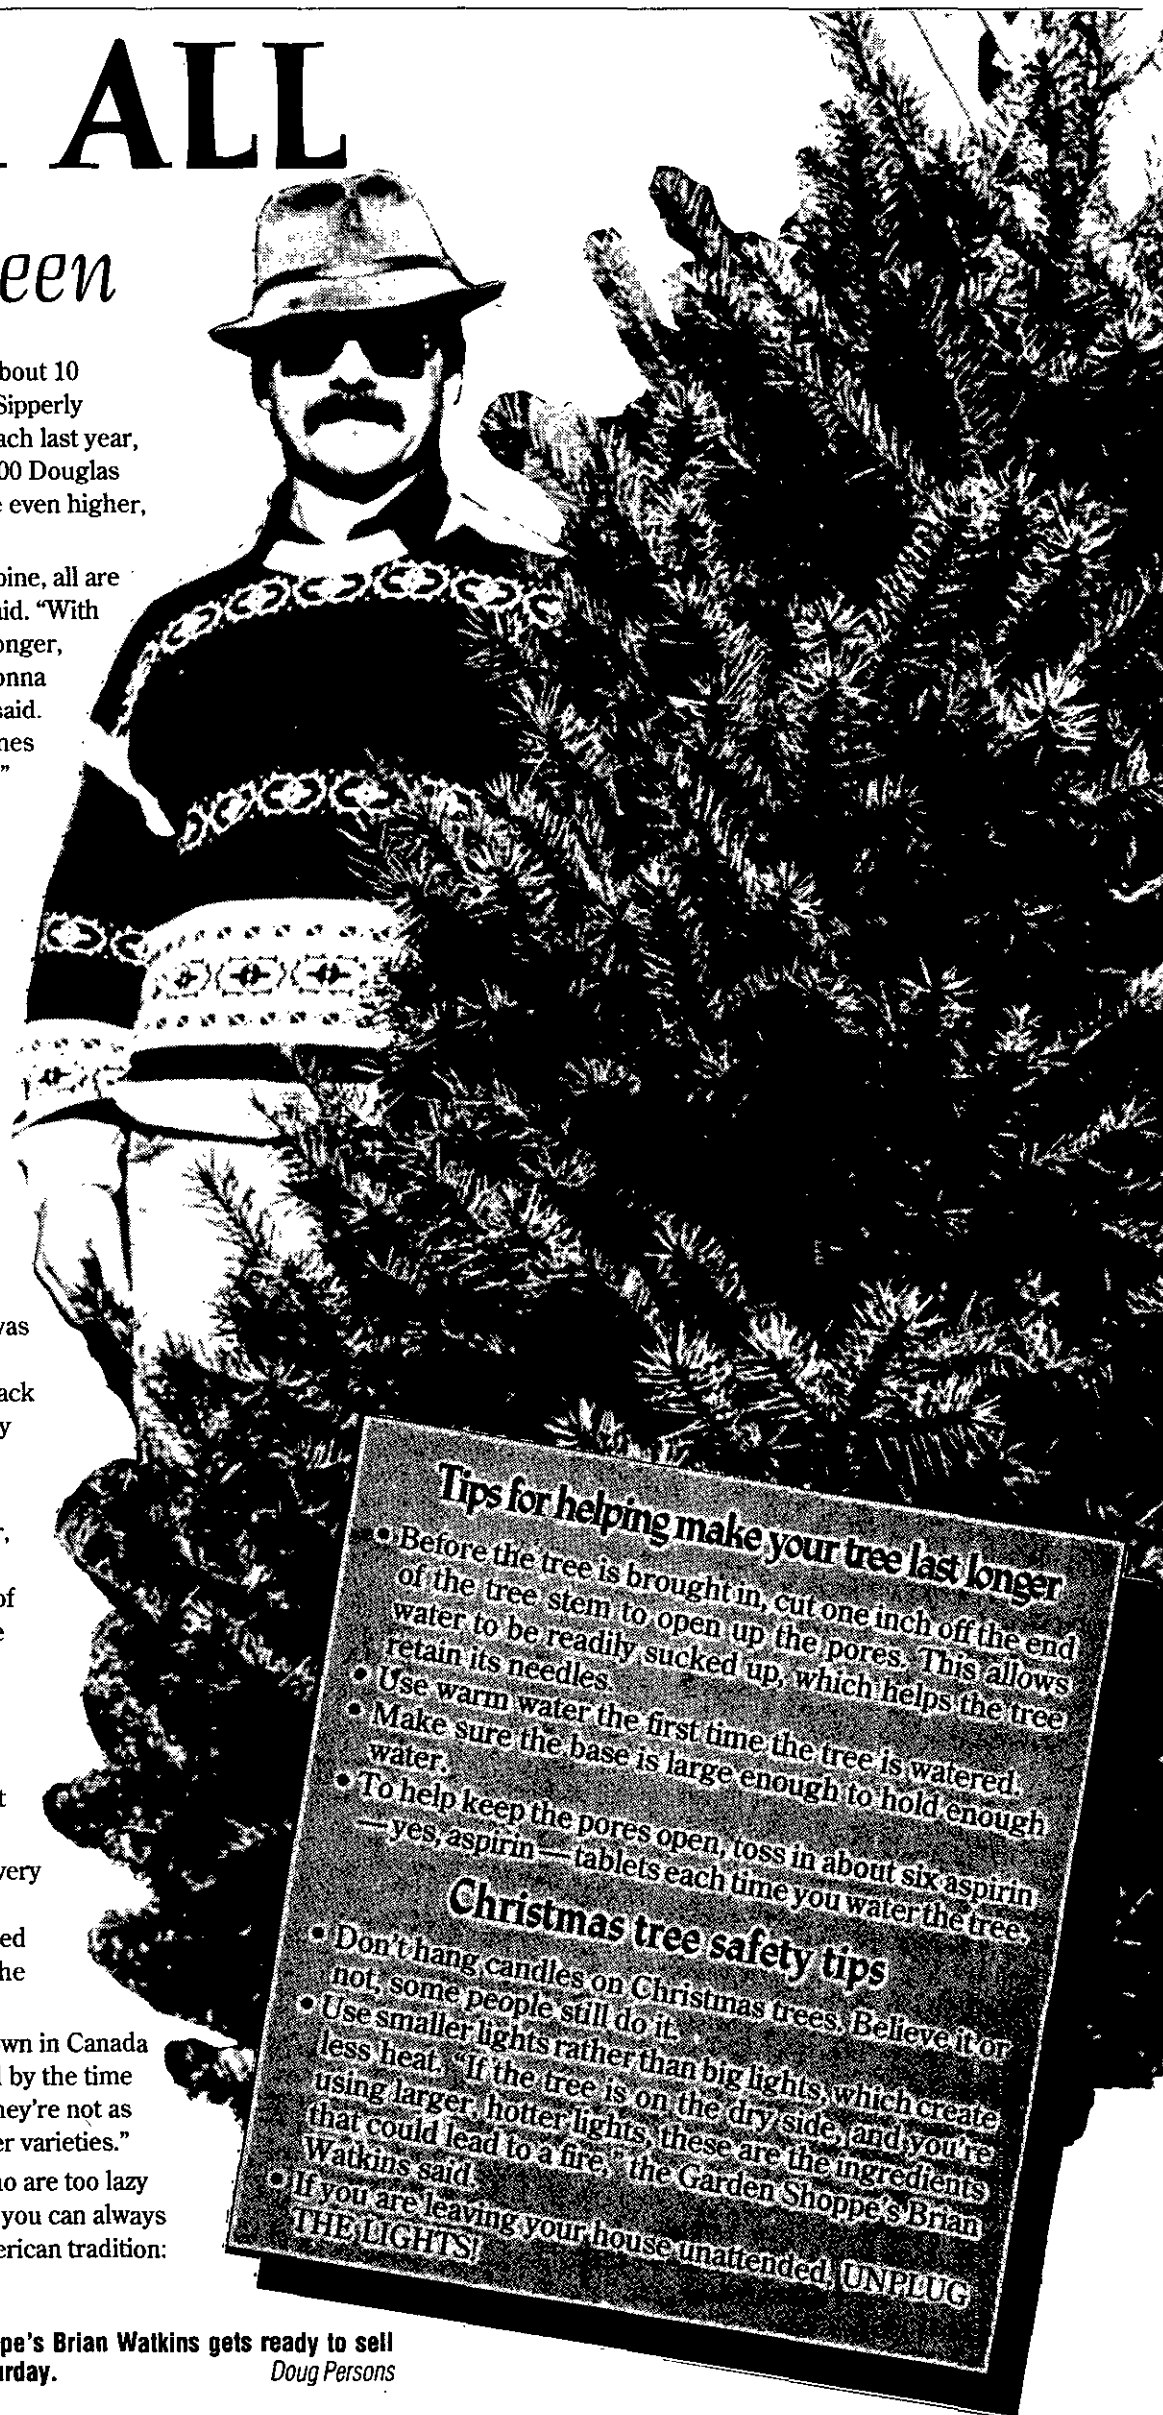 ALL
een
bout 10
Sipperly
ach last year,
00 Douglas
e even higher,
pine, all are
aid. “With
onger,
onna
said.
nes
”
vas
ack
y
r,
of
e
t
very
ed
he
wn in Canada
l by the time
hey're not as
er varieties.”
no are too lazy
you can always
erican tradition:
pe's Brian Watkins gets ready to sell
urday.
Doug Persons
Tips for helping make your tree last longer
• Before the tree is brought in, cut one inch off the end
of the tree stem to open up the pores. This allows
water to be readily sucked up, which helps the tree
retain its needles.
• Use warm water the first time the tree is watered.
• Make sure the base is large enough to hold enough
water.
• To help keep the pores open, toss in about six aspirin
— yes, aspirin — tablets each time you water the tree.
Christmas tree safety tips
• Don't hang candles on Christmas trees. Believe it or
not, some people still do it.
• Use smaller lights rather than big lights, which create
less heat. “If the tree is on the dry side, and you're
using larger, hotter lights, these are the ingredients
that could lead to a fire,” the Garden Shoppe's Brian
Watkins said.
• If you are leaving your house unattended, UNPLUG
THE LIGHTS!